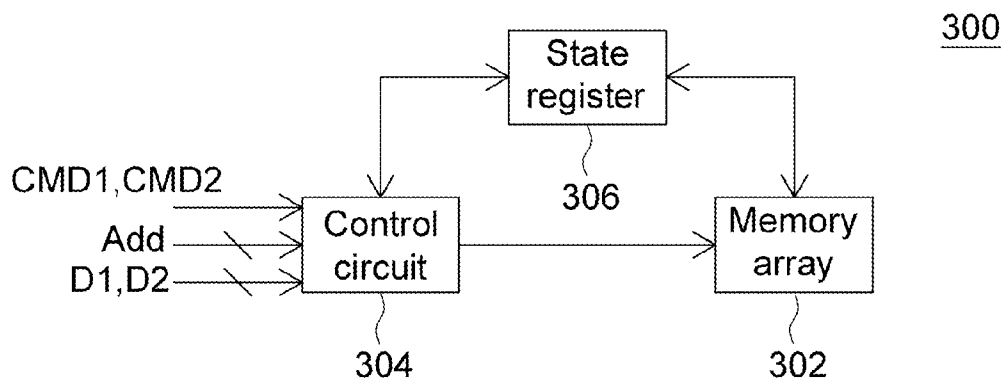 300
State
register
306
CMD1,CMD2
Add
D1,D2
Control
circuit
304
Memory
array
302